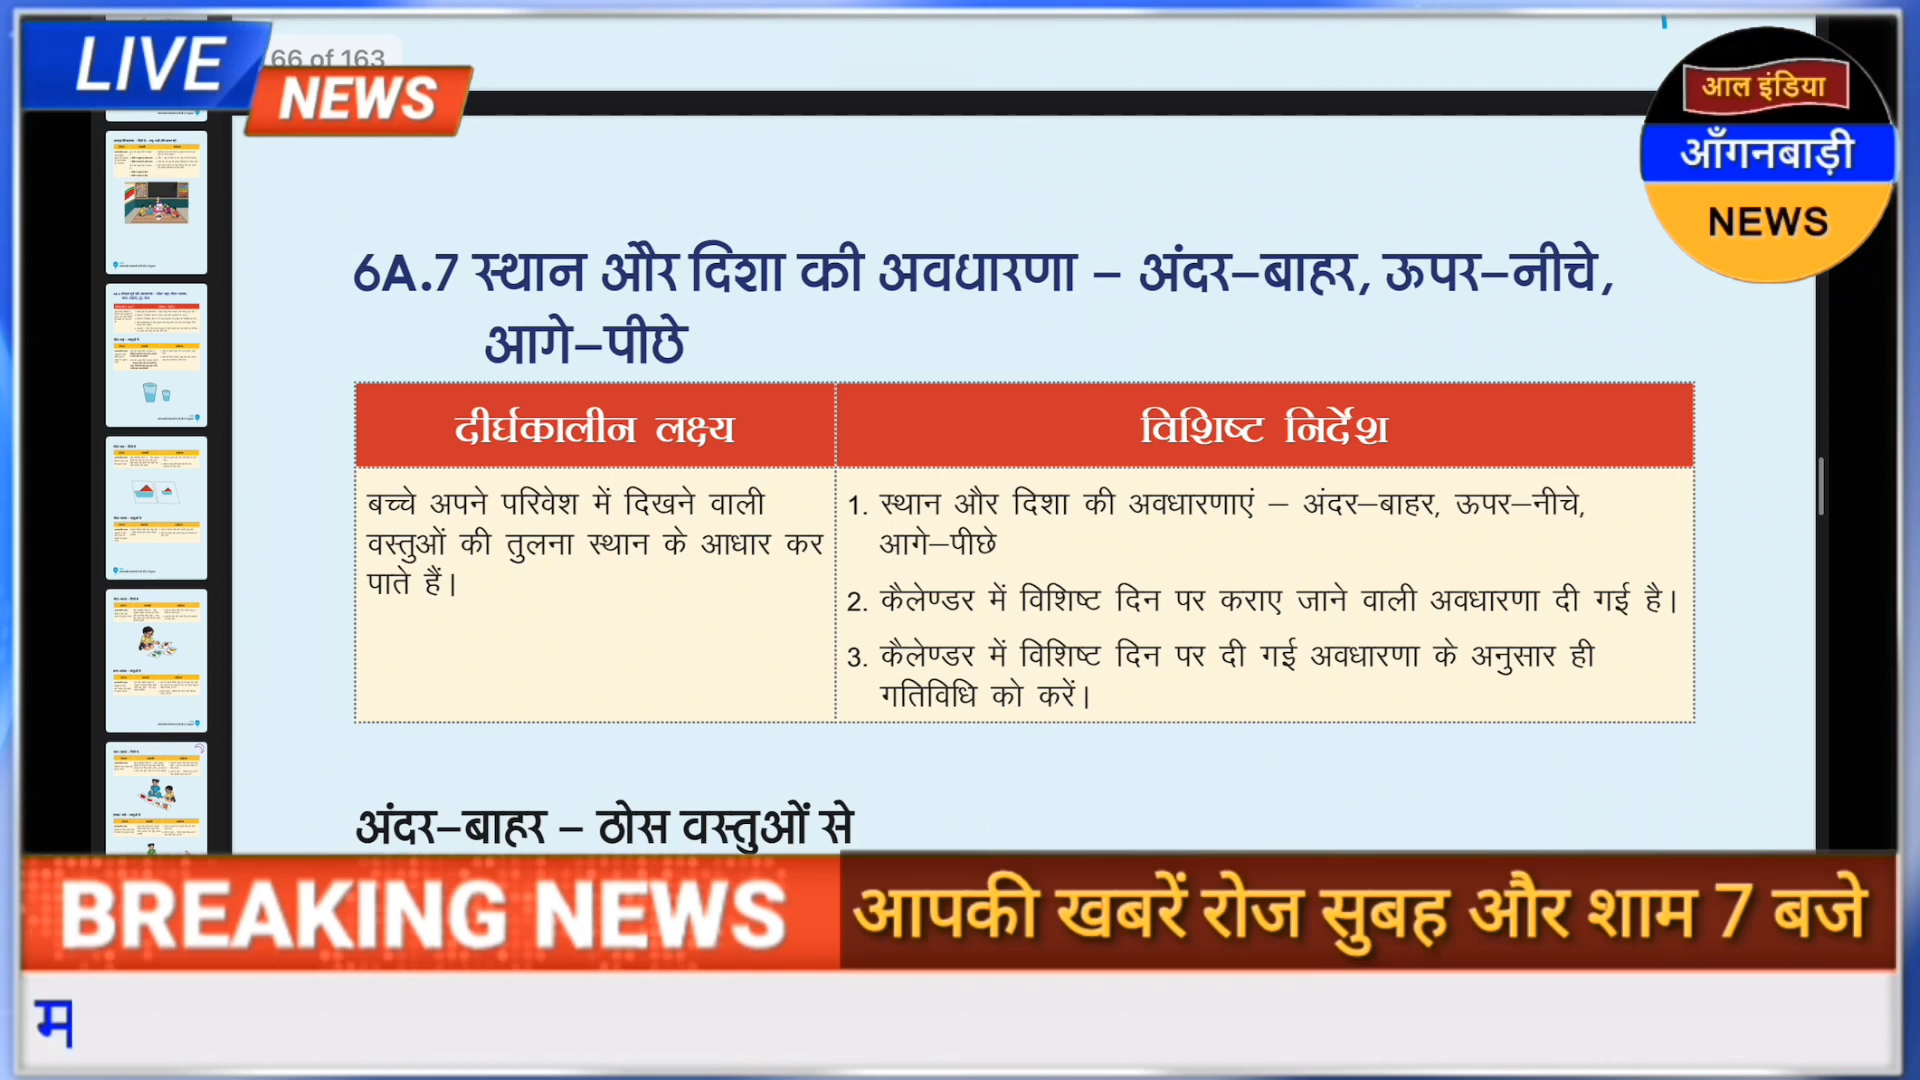 LIVE
66 of 163
NEWS
आल इंडिया
आँगनबाड़ी
NEWS
6A.7 स्थान और दिशा की अवधारणा – अंदर–बाहर, ऊपर–नीचे,
आगे–पीछे
दीर्घकालीन लक्ष्य
विशिष्ट निर्देश
बच्चे अपने परिवेश में दिखने वाली
वस्तुओं की तुलना स्थान के आधार कर
पाते हैं।
1. स्थान और दिशा की अवधारणाएं – अंदर–बाहर, ऊपर–नीचे,
आगे–पीछे
2. कैलेण्डर में विशिष्ट दिन पर कराए जाने वाली अवधारणा दी गई है।
3. कैलेण्डर में विशिष्ट दिन पर दी गई अवधारणा के अनुसार ही
गतिविधि को करें।
अंदर–बाहर – ठोस वस्तुओं से
BREAKING NEWS
आपकी खबरें रोज सुबह और शाम 7 बजे
म